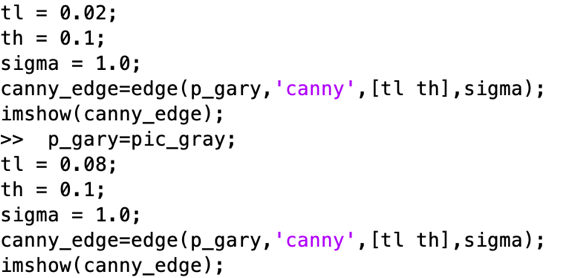 tl = 0.02;
th = 0.1;
sigma = 1.0;
canny_edge=edge(p_gary,'canny',[tl th],sigma);
imshow(canny_edge);
>>  p_gary=pic_gray;
tl = 0.08;
th = 0.1;
sigma = 1.0;
canny_edge=edge(p_gary,'canny',[tl th],sigma);
imshow(canny_edge);